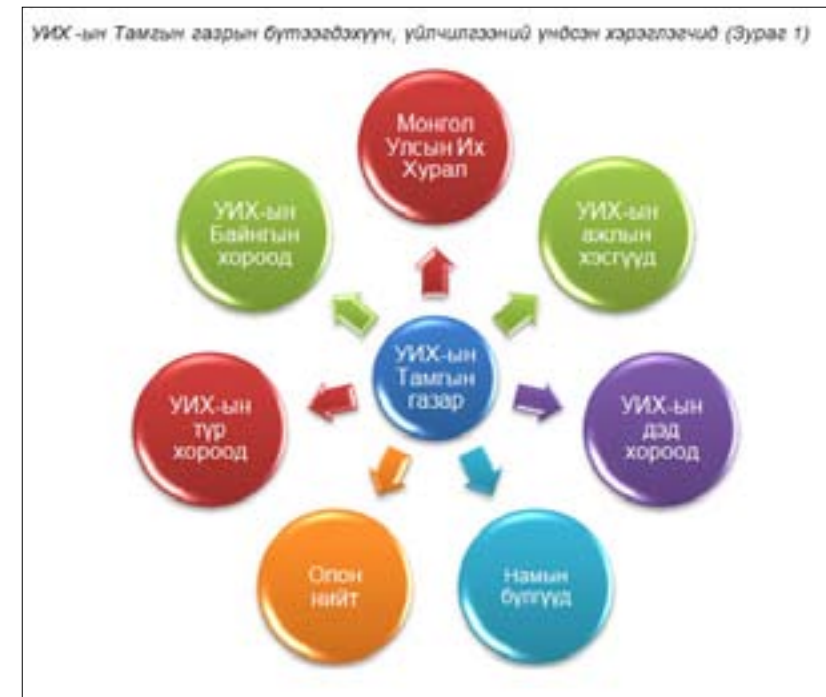 УИХ -ын Тамгын газрын бүтээгдэхүүн, үйлчилгээний үндсэн хэрэглэгчид (Зураг 1)
Монгол
Улсын Их
Хурал
УИХ-ын
ажлын
хэсгүүд
УИХ-ын
дэд
хороод
Намын
бүлгүүд
Олон
нийт
УИХ-ын
түр
хороод
УИХ-ын
Байнгын
хороод
УИХ-ын
Тамгын
газар